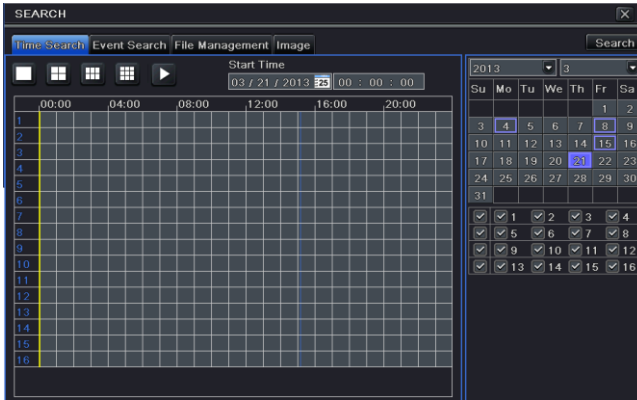 SEARCH
Time Search Event Search File Management Image Search
Start Time
03 / 21 / 2013 25 00 : 00 : 00
00:00 04:00 08:00 12:00 16:00 20:00
1
2
3
4
5
6
7
8
9
10
11
12
13
14
15
16
2013 3
Su Mo Tu We Th Fr Sa
1 2
3 4 5 6 7 8 9
10 11 12 13 14 15 16
17 18 19 20 21 22 23
24 25 26 27 28 29 30
31
1 2 3 4
5 6 7 8
9 10 11 12
13 14 15 16